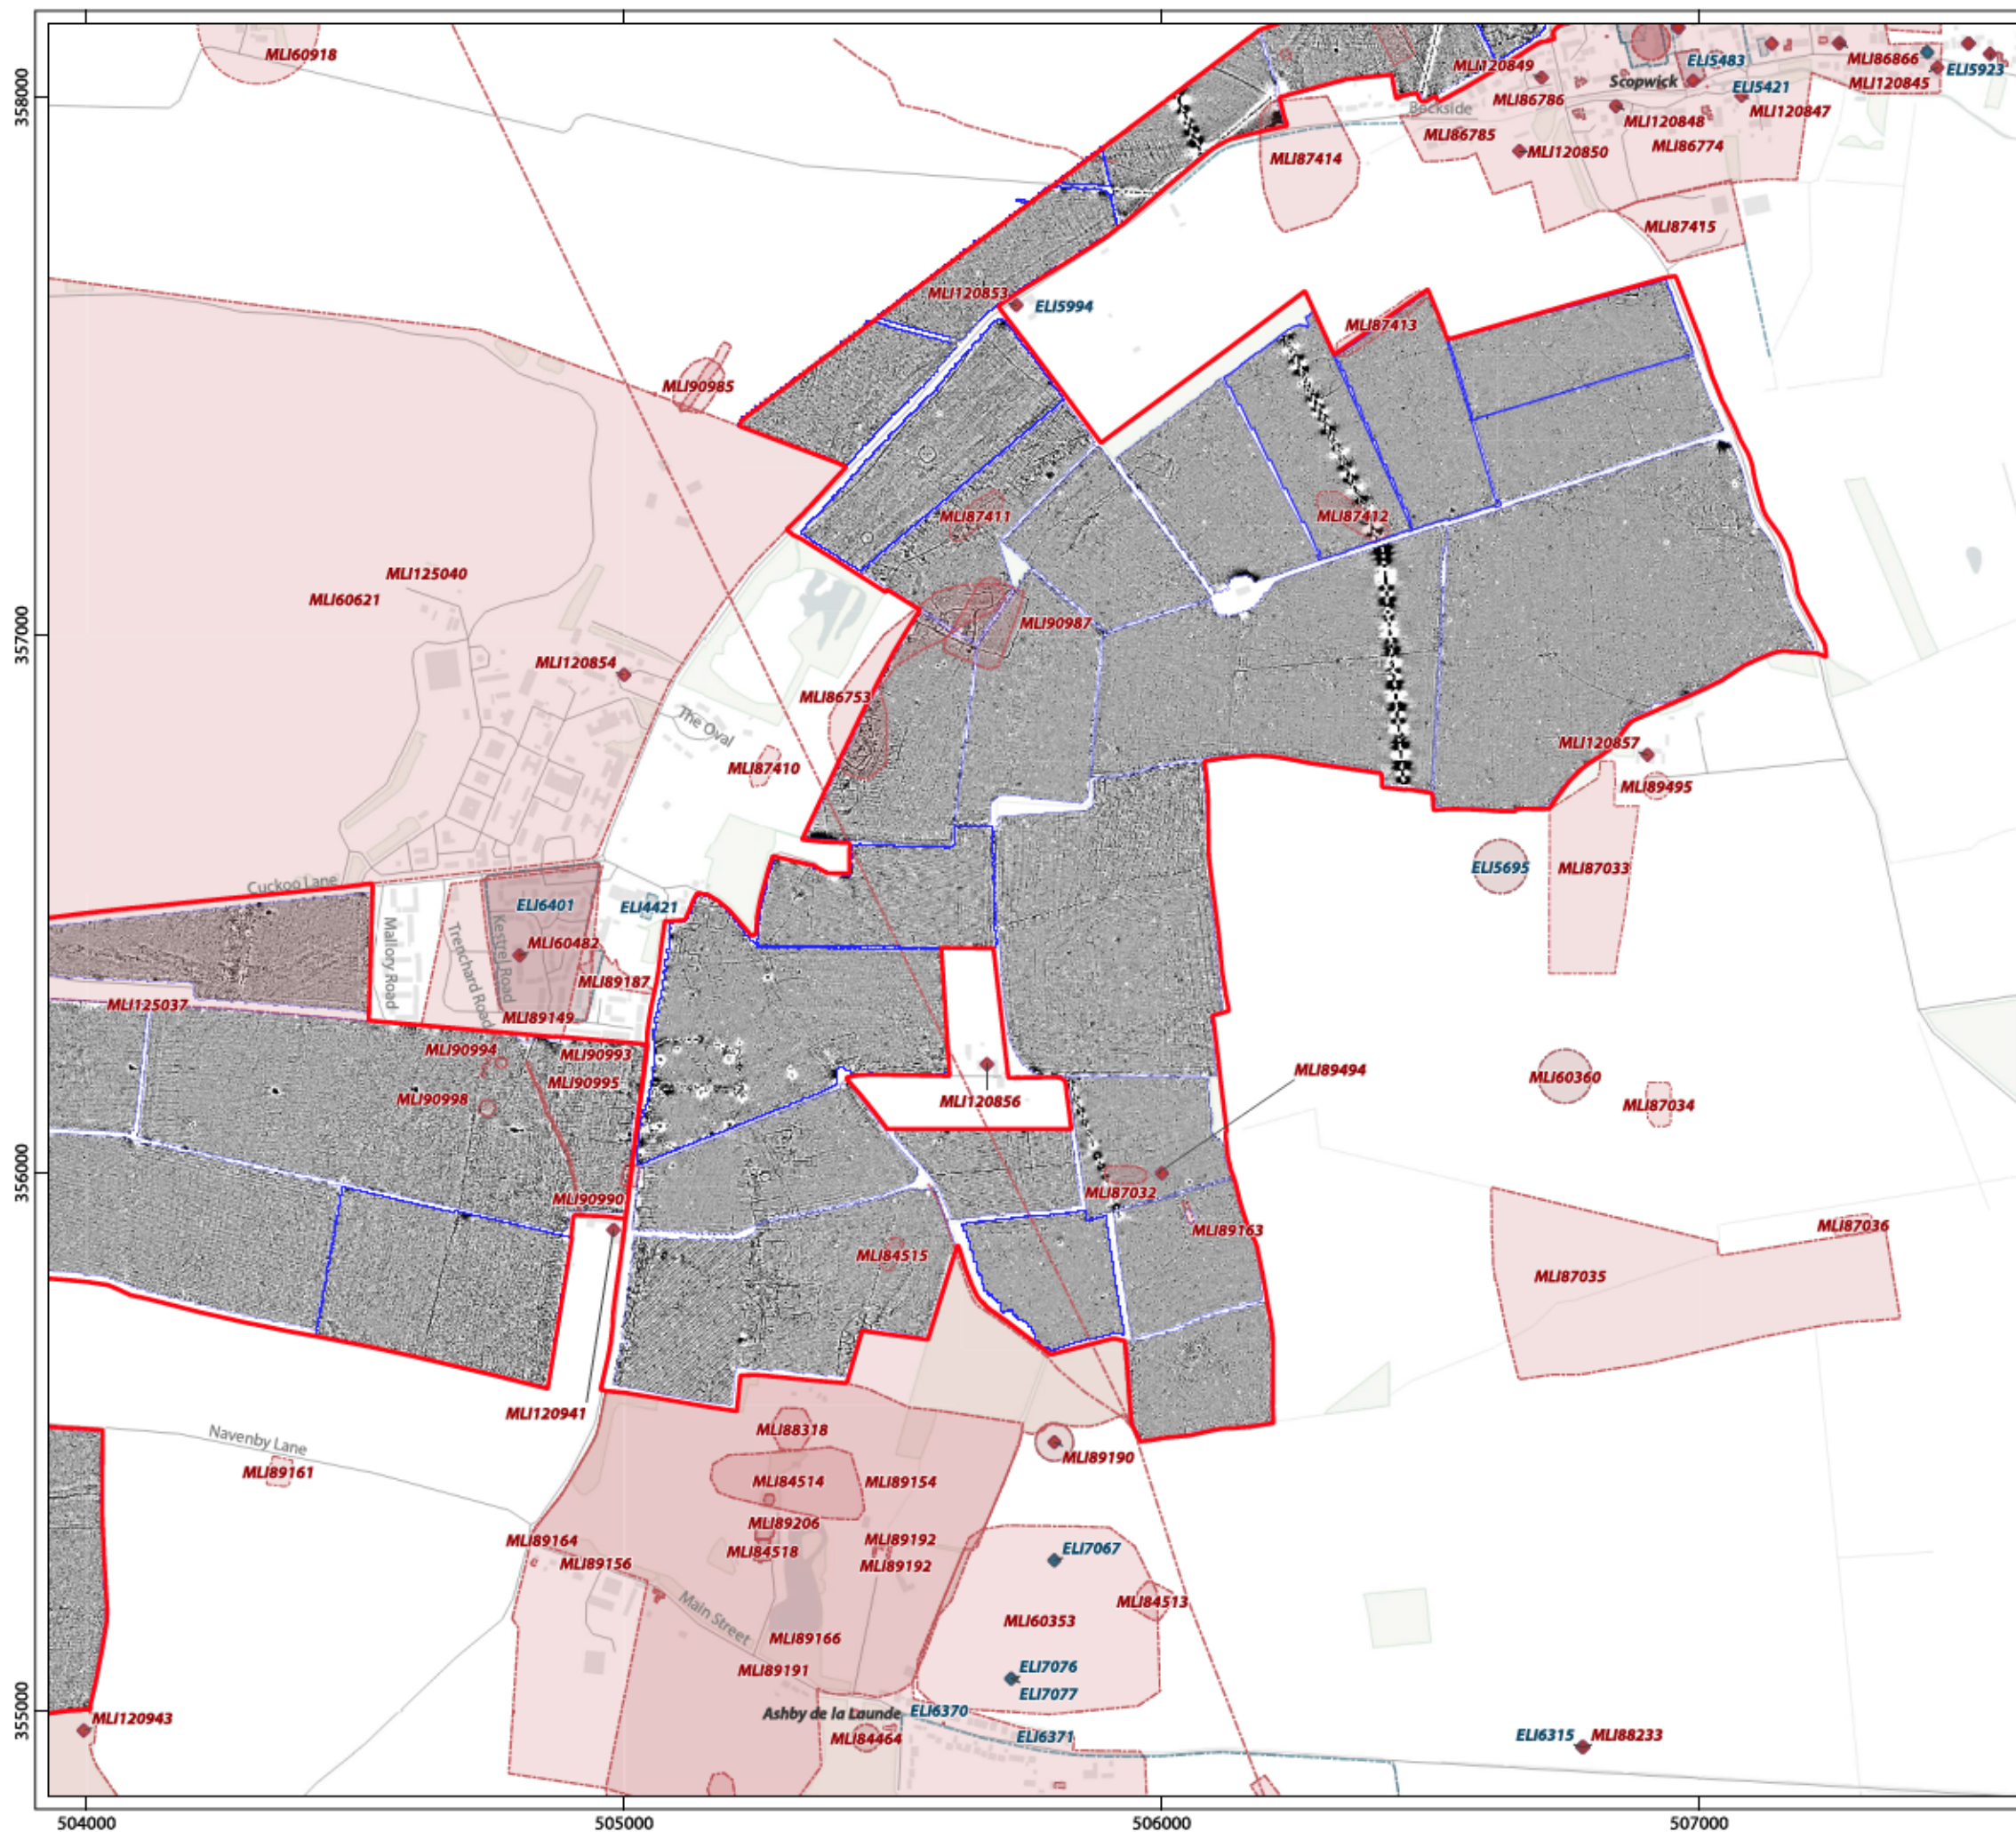 MLI60918
MLI120849
ELI5483
MLI86866
ELI5923
Scopwick
MLI120845
ELI5421
MLI86786
Beckside
MLI120847
MLI120848
MLI86785
MLI86774
MLI120850
MLI87414
MLI87415
358000
MLI120853
ELI5994
MLI87413
MLI90985
MLI87411
MLI87412
MLI125040
MLI60621
MLI90987
357000
MLI120854
MLI86753
The Oval
MLI87410
MLI120857
MLI89495
ELI5695
MLI87033
Cuckoo Lane
ELI6401
ELI4421
Mallory Road
Trenchard Road
Kestrel Road
MLI60482
MLI89187
MLI125037
MLI89149
MLI90994
MLI90993
MLI90995
MLI90998
MLI89494
MLI120856
MLI60360
MLI87034
356000
MLI87032
MLI90990
MLI89163
MLI87036
MLI84515
MLI87035
MLI120941
Navenby Lane
MLI88318
MLI89190
MLI89161
MLI84514
MLI89154
MLI89206
MLI89164
MLI89192
MLI84518
MLI89156
MLI89192
ELI7067
MLI84513
Main Street
MLI60353
MLI89166
ELI7076
MLI89191
ELI7077
355000
MLI120943
Ashby de la Launde
ELI6370
MLI84464
ELI6371
ELI6315
MLI88233
504000
505000
506000
507000